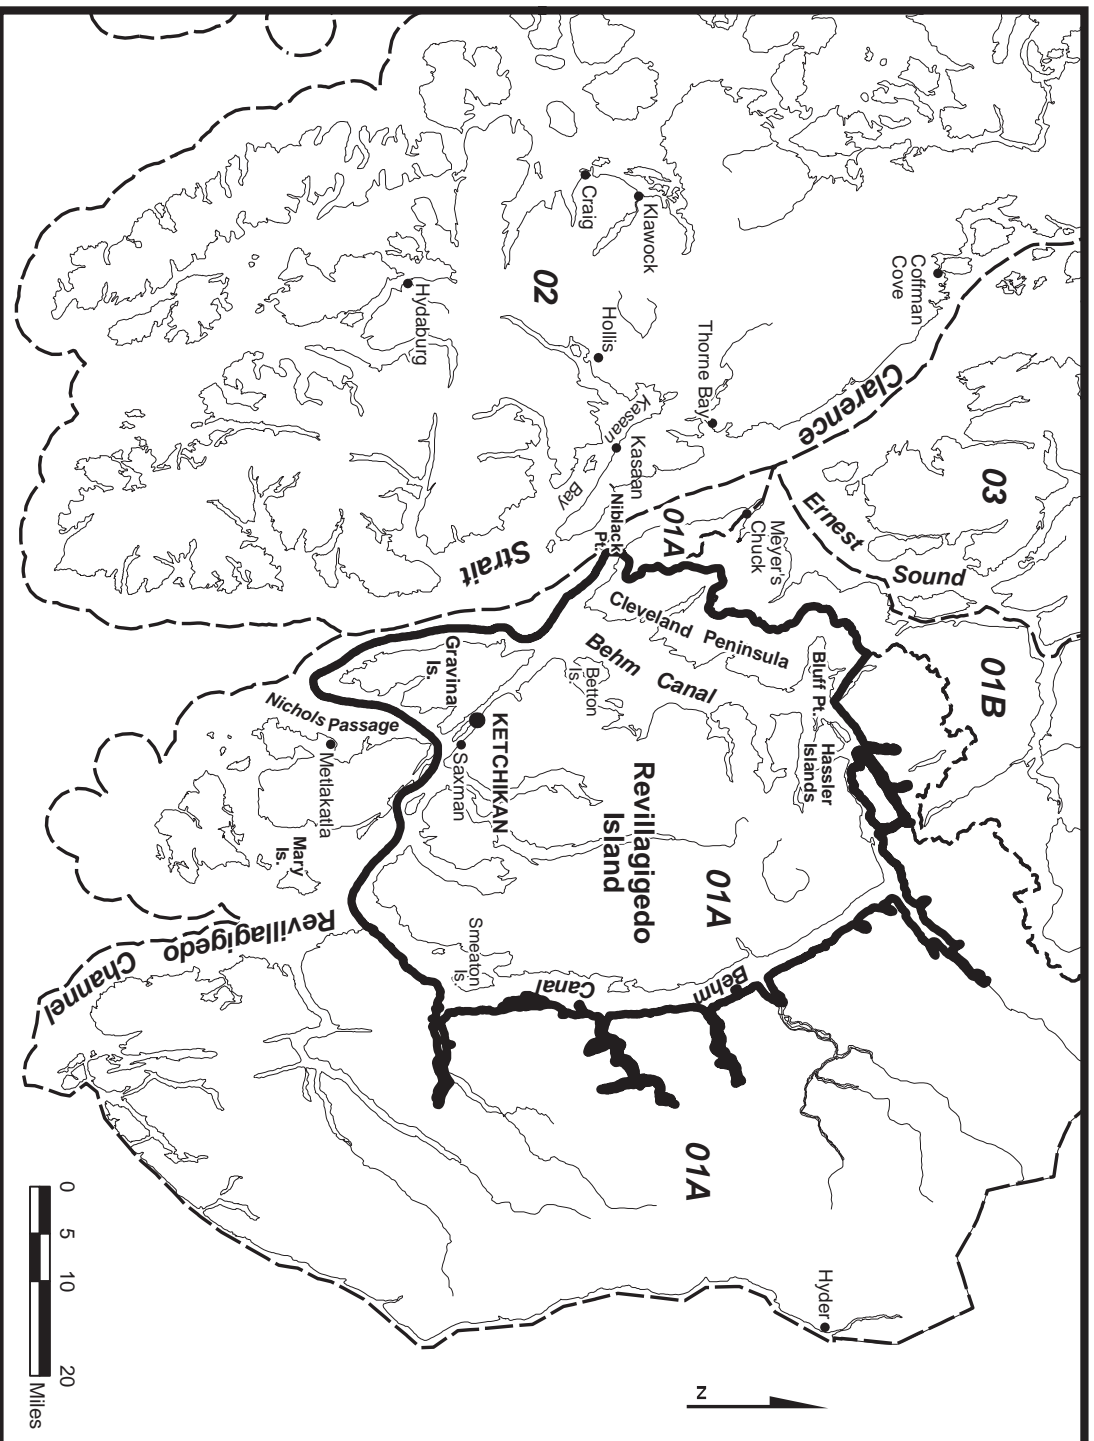 Craig
Klawock
Coffman
Cove
02
Hydaburg
Hollis
Thorne Bay
Clarence
Strait
Kasaan
Bay
Kasaan
03
Ernest
Sound
Niblack
Pt.
01A
Meyer's
Chuck
Cleveland Peninsula
Behm Canal
Betton
Is.
Bluff Pt.
Hassler
Islands
01B
Gravina
Is.
KETCHIKAN
Saxman
Nichols Passage
Metlakatla
Mary
Is.
Revillagigedo
Island
01A
Revillagigedo
Channel
Smeaton
Is.
Behm
Canal
01A
Hyder
0 5 10 20
Miles
N